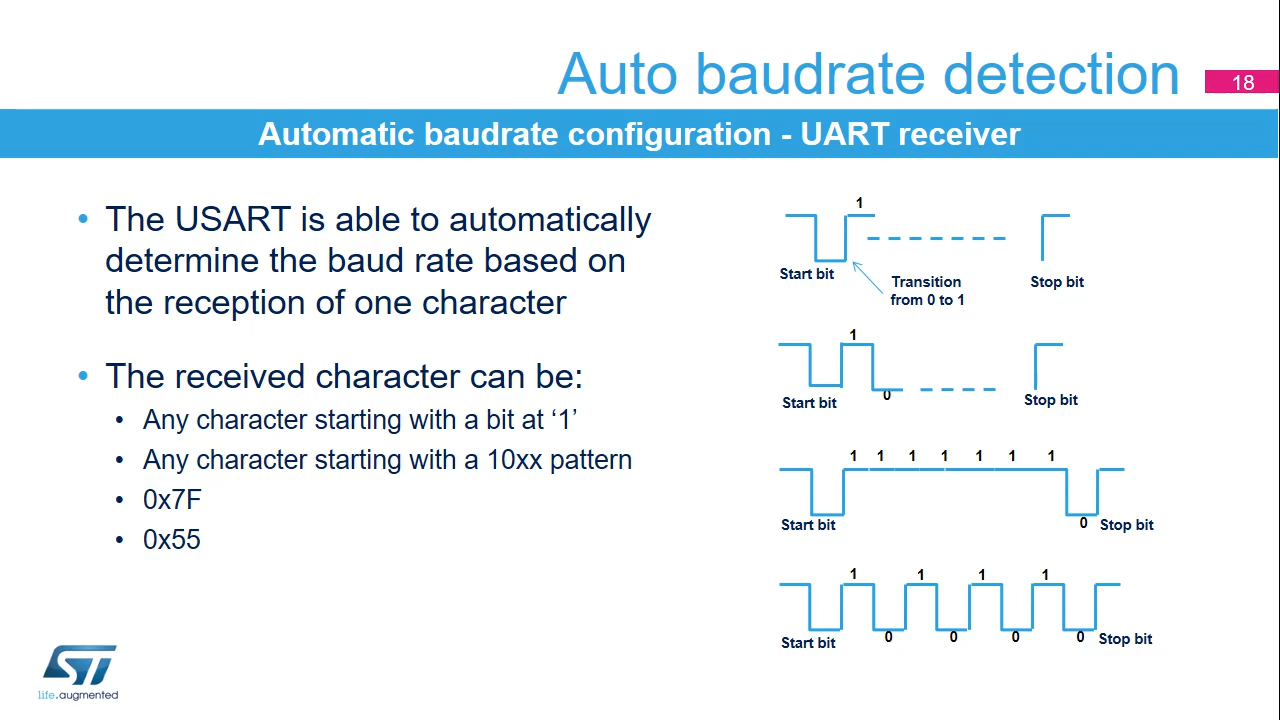 Auto baudrate detection
18
Automatic baudrate configuration - UART receiver
• The USART is able to automatically
determine the baud rate based on
the reception of one character
• The received character can be:
• Any character starting with a bit at ‘1’
• Any character starting with a 10xx pattern
• 0x7F
• 0x55
1
Start bit
Transition
from 0 to 1
Stop bit
1
Start bit
0
Stop bit
1 1 1 1 1 1 1
Start bit
0 Stop bit
1 1 1 1
Start bit
0 0 0 0 Stop bit
ST
life.augmented